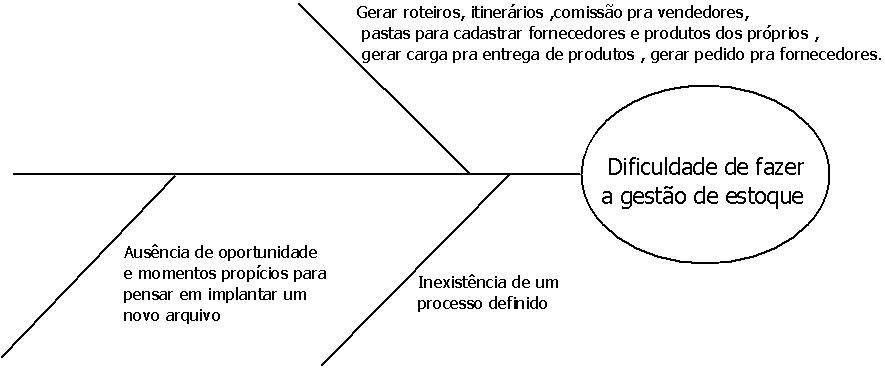 Gerar roteiros, itinerários ,comissão pra vendedores,
pastas para cadastrar fornecedores e produtos dos próprios ,
gerar carga pra entrega de produtos , gerar pedido pra fornecedores.
Dificuldade de fazer
a gestão de estoque
Ausência de oportunidade
e momentos propícios para
pensar em implantar um
novo arquivo
Inexistência de um
processo definido